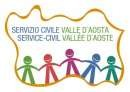 SERVIZIO CIVILE VALLE D'AOSTA
SERVICE-CIVIL VALLÉE D'AOSTE